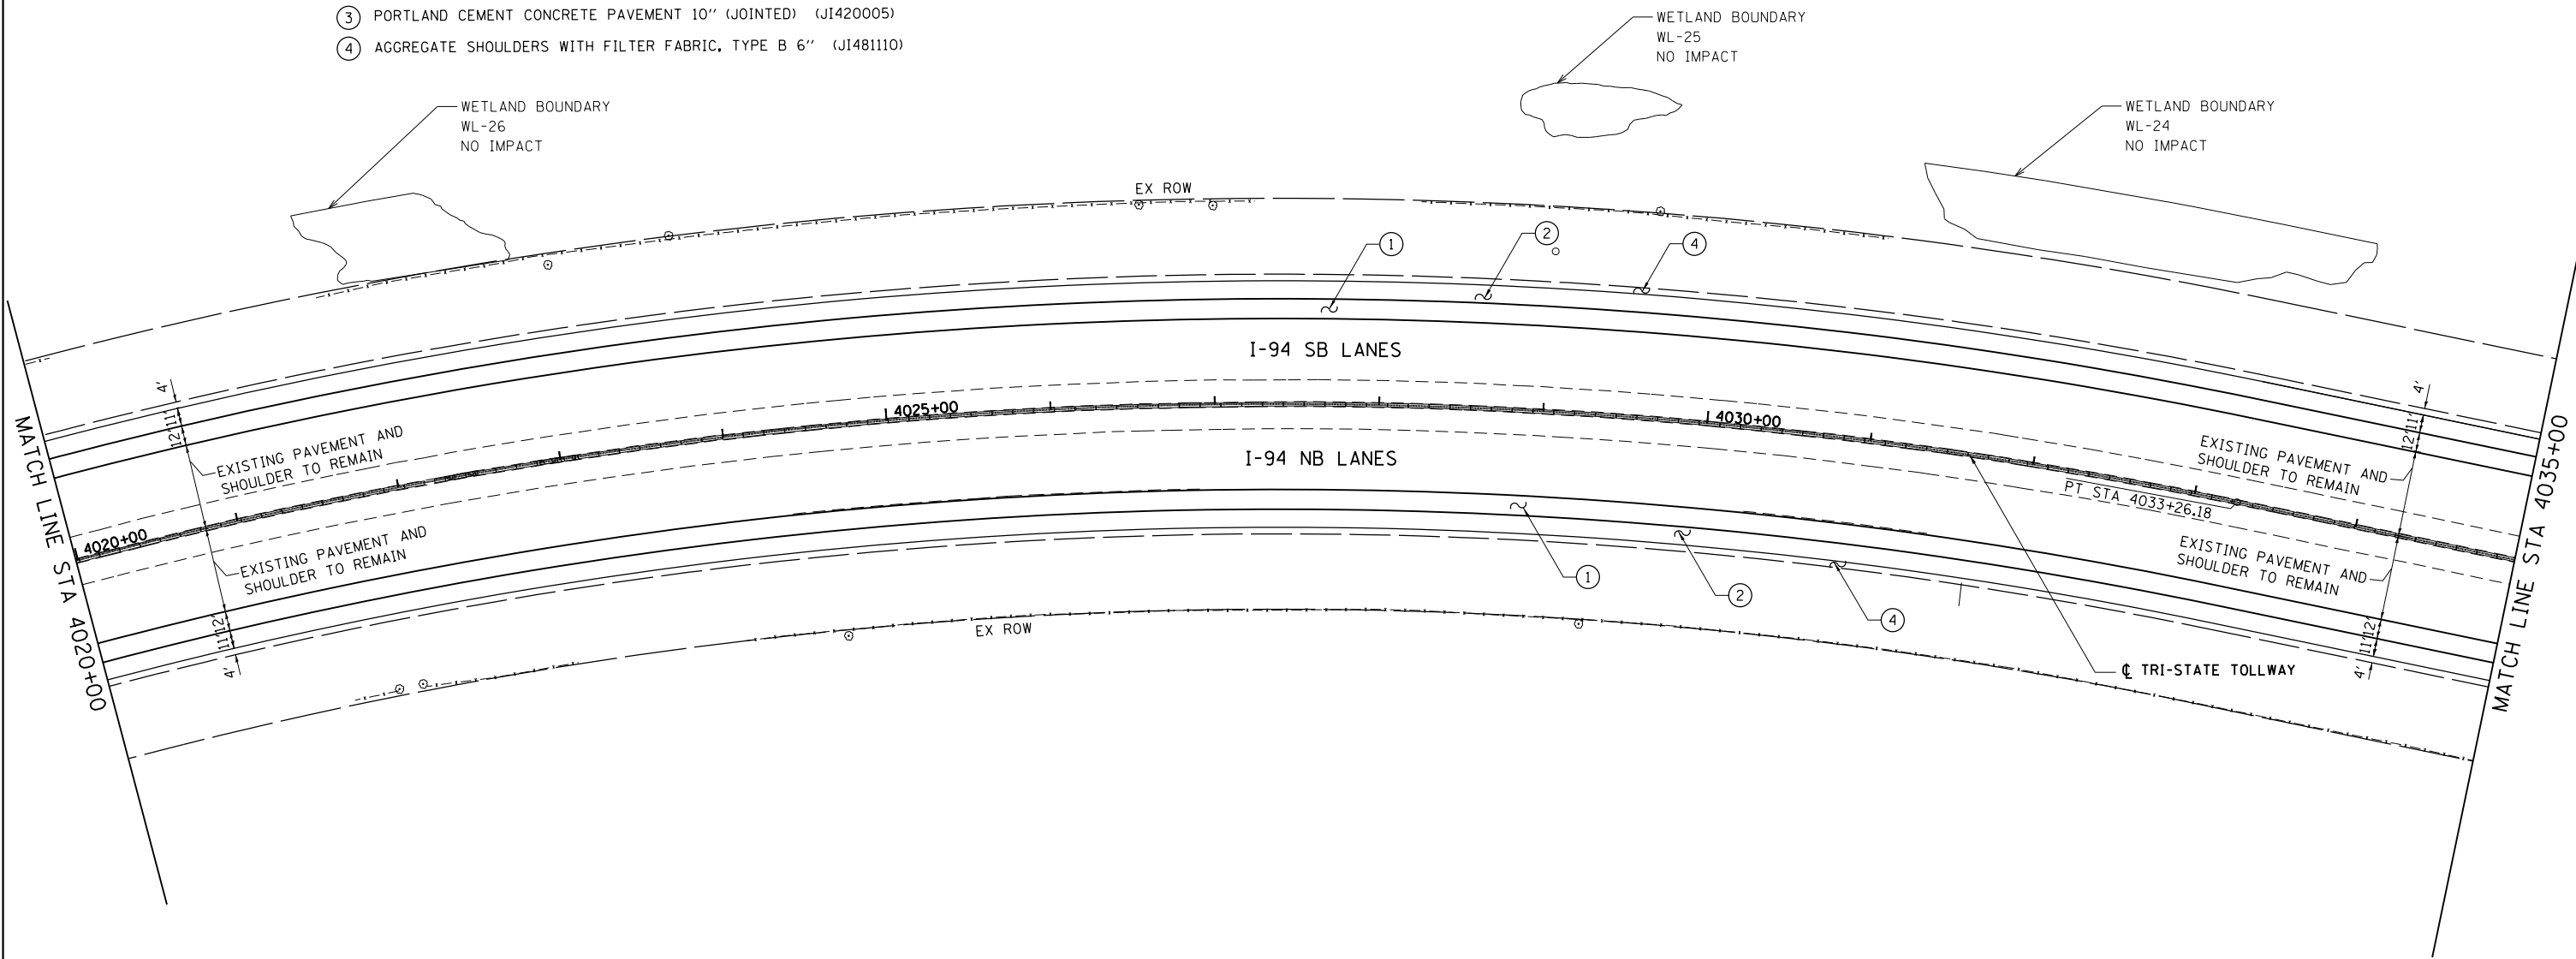 3 PORTLAND CEMENT CONCRETE PAVEMENT 10'' (JOINTED) (JI420005)
4 AGGREGATE SHOULDERS WITH FILTER FABRIC, TYPE B 6'' (JI481110)
WETLAND BOUNDARY
WL-25
NO IMPACT
WETLAND BOUNDARY
WL-26
NO IMPACT
WETLAND BOUNDARY
WL-24
NO IMPACT
EX ROW
1
2
4
I-94 SB LANES
4'
11'
12'
EXISTING PAVEMENT AND
SHOULDER TO REMAIN
4025+00
4030+00
4'
11'
12'
EXISTING PAVEMENT AND
SHOULDER TO REMAIN
MATCH LINE STA 4020+00
4020+00
I-94 NB LANES
PT STA 4033+26.18
MATCH LINE STA 4035+00
EXISTING PAVEMENT AND
SHOULDER TO REMAIN
12'
11'
4'
EXISTING PAVEMENT AND
SHOULDER TO REMAIN
12'
11'
4'
1
2
4
EX ROW
℄ TRI-STATE TOLLWAY